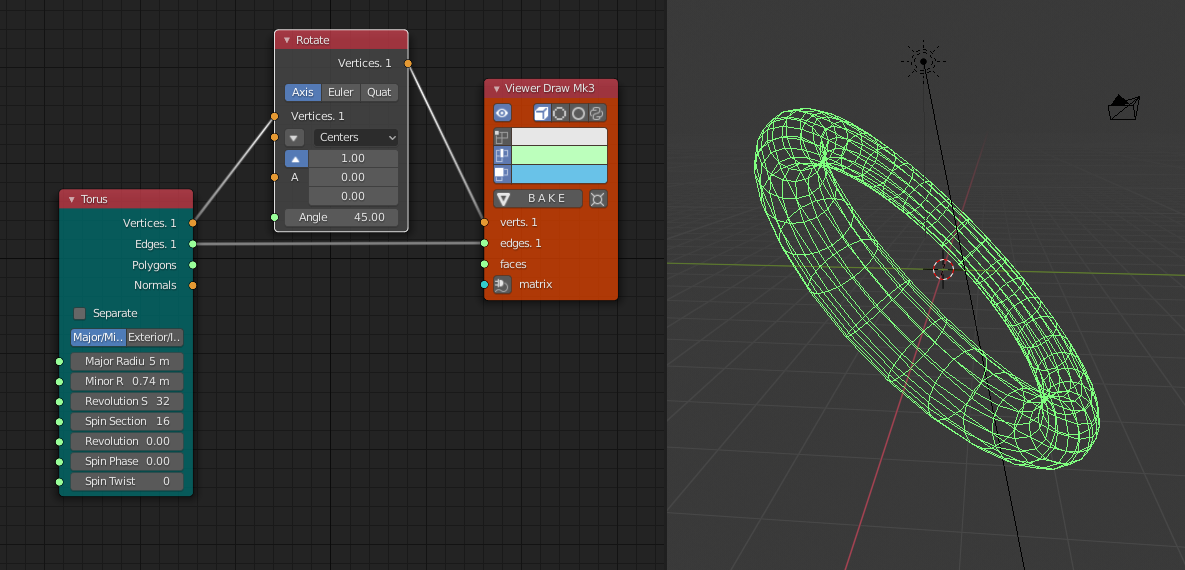 Rotate
Vertices. 1
Axis Euler Quat
Vertices. 1
Centers
1.00
A 0.00
0.00
Angle 45.00
Viewer Draw Mk3
BAKE
verts. 1
edges. 1
faces
matrix
Torus
Vertices. 1
Edges. 1
Polygons
Normals
Separate
Major/Mi.. Exterior/I..
Major Radiu 5 m
Minor R 0.74 m
Revolution S 32
Spin Section 16
Revolution 0.00
Spin Phase 0.00
Spin Twist 0